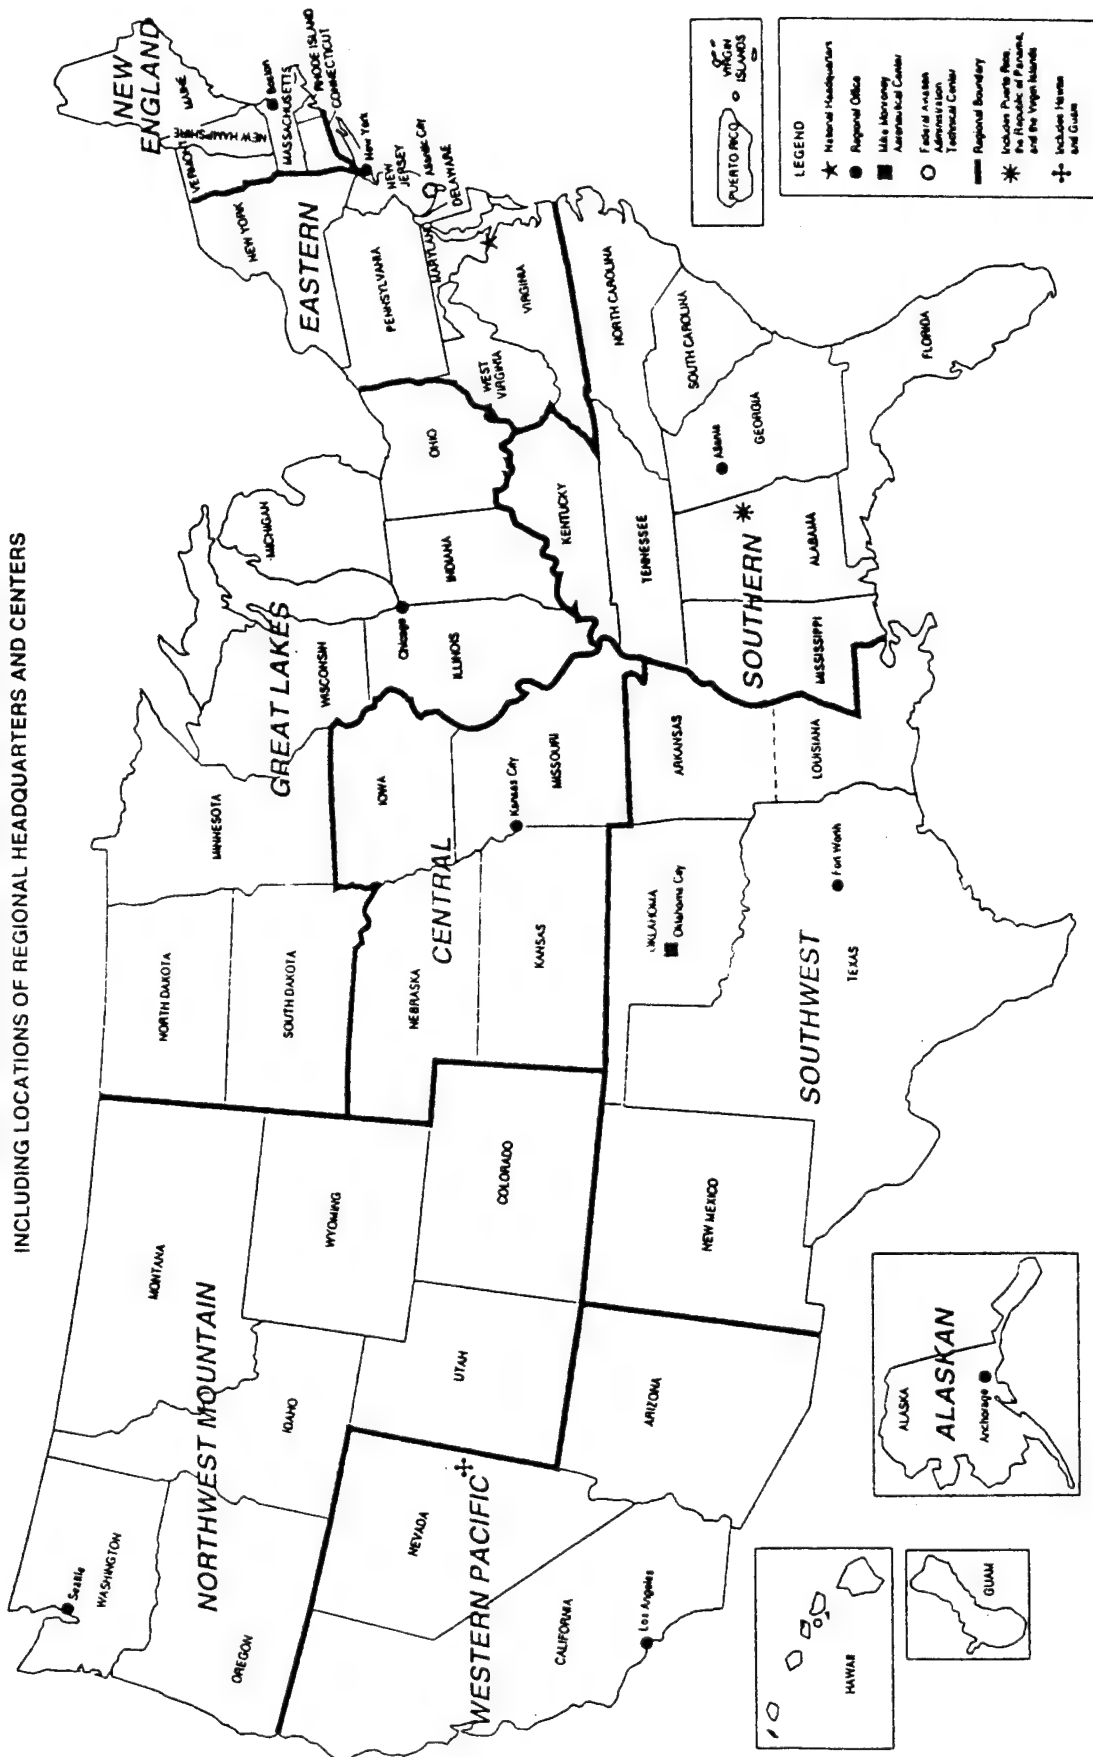 INCLUDING LOCATIONS OF REGIONAL HEADQUARTERS AND CENTERS
Seattle
WASHINGTON
OREGON
NORTHWEST MOUNTAIN
IDAHO
MONTANA
WYOMING
UTAH
COLORADO
WESTERN PACIFIC
NEVADA
CALIFORNIA
Los Angeles
ARIZONA
HAWAII
GUAM
ALASKAN
ALASKA
Anchorage
NORTH DAKOTA
SOUTH DAKOTA
MINNESOTA
GREAT LAKES
WISCONSIN
MICHIGAN
Chicago
ILLINOIS
INDIANA
OHIO
CENTRAL
NEBRASKA
IOWA
KANSAS
Kansas City
MISSOURI
SOUTHWEST
NEW MEXICO
TEXAS
Fort Worth
OKLAHOMA
Oklahoma City
ARKANSAS
LOUISIANA
SOUTHERN
KENTUCKY
TENNESSEE
MISSISSIPPI
ALABAMA
GEORGIA
Atlanta
FLORIDA
SOUTH CAROLINA
NORTH CAROLINA
EASTERN
NEW YORK
New York
PENNSYLVANIA
NEW
JERSEY
Atlantic City
DELAWARE
MARYLAND
WEST
VIRGINIA
VIRGINIA
NEW
ENGLAND
MAINE
VERMONT
NEW HAMPSHIRE
Boston
MASSACHUSETTS
RHODE ISLAND
CONNECTICUT
PUERTO RICO
VIRGIN
ISLANDS
LEGEND
National Headquarters
Regional Office
Mike Monroney
Aeronautical Center
Federal Aviation
Administration
Technical Center
Regional Boundary
Includes Puerto Rico,
the Republic of Panama,
and the Virgin Islands
Includes Hawaii
and Guam